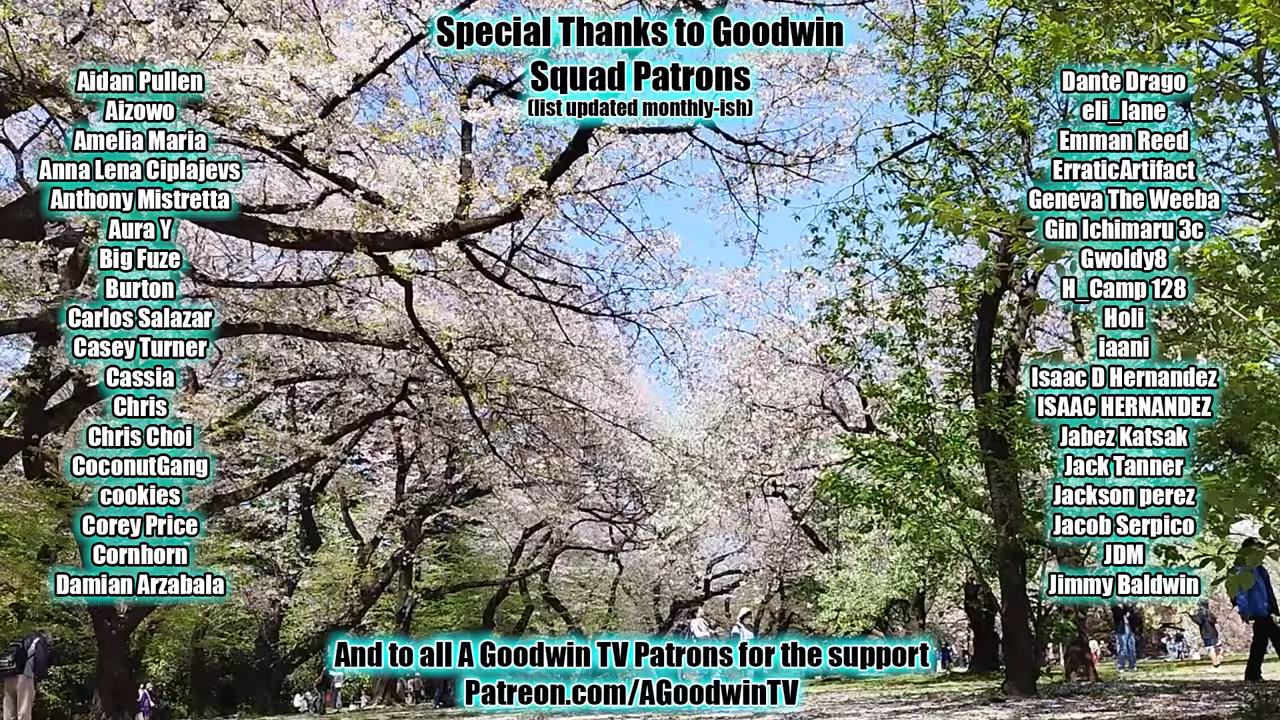 Special Thanks to Goodwin
Squad Patrons
(list updated monthly-ish)
Aidan Pullen
Aizowo
Amelia Maria
Anna Lena Ciplajevs
Anthony Mistretta
Aura Y
Big Fuze
Burton
Carlos Salazar
Casey Turner
Cassia
Chris
Chris Choi
CoconutGang
cookies
Corey Price
Cornhorn
Damian Arzabala
Dante Drago
eli_lane
Emman Reed
ErraticArtifact
Geneva The Weeba
Gin Ichimaru 3c
Gwoldy8
H_Camp 128
Holi
iaani
Isaac D Hernandez
ISAAC HERNANDEZ
Jabez Katsak
Jack Tanner
Jackson perez
Jacob Serpico
JDM
Jimmy Baldwin
And to all A Goodwin TV Patrons for the support
Patreon.com/AGoodwinTV